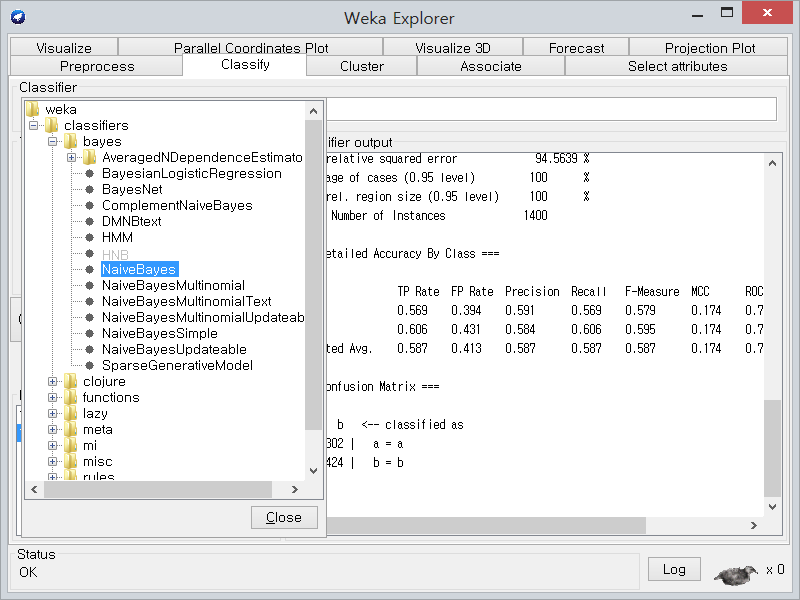 Weka Explorer
Visualize Parallel Coordinates Plot Visualize 3D Forecast Projection Plot
Preprocess Classify Cluster Associate Select attributes
Classifier
weka
classifiers
bayes
AveragedNDependenceEstimato
BayesianLogisticRegression
BayesNet
ComplementNaiveBayes
DMNBtext
HMM
HNB
NaiveBayes
NaiveBayesMultinomial
NaiveBayesMultinomialText
NaiveBayesMultinomialUpdateab
NaiveBayesSimple
NaiveBayesUpdateable
SparseGenerativeModel
clojure
functions
lazy
meta
mi
misc
rules
Close
ifier output
relative squared error 94.5639 %
age of cases (0.95 level) 100 %
rel. region size (0.95 level) 100 %
Number of Instances 1400
etailed Accuracy By Class ===
TP Rate FP Rate Precision Recall F-Measure MCC ROC
0.569 0.394 0.591 0.569 0.579 0.174 0.7
0.606 0.431 0.584 0.606 0.595 0.174 0.7
ted Avg. 0.587 0.413 0.587 0.587 0.587 0.174 0.7
onfusion Matrix ===
b <-- classified as
302 | a = a
424 | b = b
Status
OK
Log
x 0